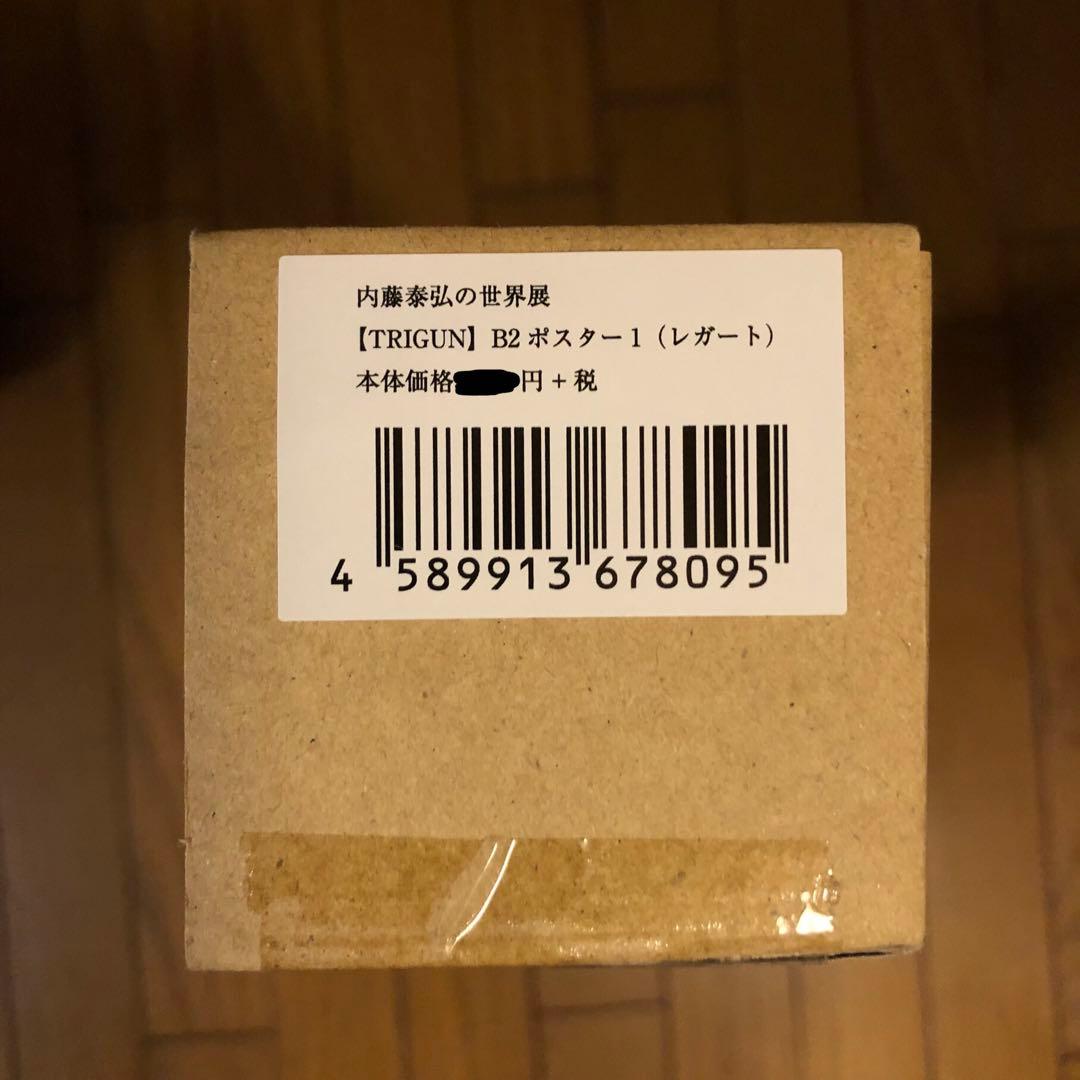 内藤泰弘の世界展
【TRIGUN】B2 ポスター1（レガート）
本体価格 円+税
4 589913 678095